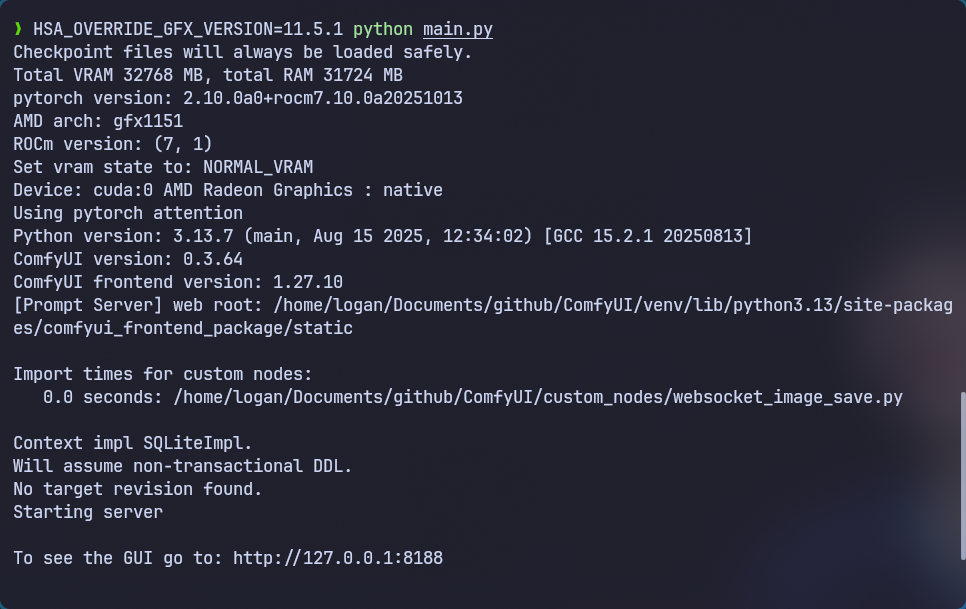 ❯ HSA_OVERRIDE_GFX_VERSION=11.5.1 python main.py
Checkpoint files will always be loaded safely.
Total VRAM 32768 MB, total RAM 31724 MB
pytorch version: 2.10.0a0+rocm7.10.0a20251013
AMD arch: gfx1151
ROCm version: (7, 1)
Set vram state to: NORMAL_VRAM
Device: cuda:0 AMD Radeon Graphics : native
Using pytorch attention
Python version: 3.13.7 (main, Aug 15 2025, 12:34:02) [GCC 15.2.1 20250813]
ComfyUI version: 0.3.64
ComfyUI frontend version: 1.27.10
[Prompt Server] web root: /home/logan/Documents/github/ComfyUI/venv/lib/python3.13/site-packag
es/comfyui_frontend_package/static

Import times for custom nodes:
   0.0 seconds: /home/logan/Documents/github/ComfyUI/custom_nodes/websocket_image_save.py

Context impl SQLiteImpl.
Will assume non-transactional DDL.
No target revision found.
Starting server

To see the GUI go to: http://127.0.0.1:8188